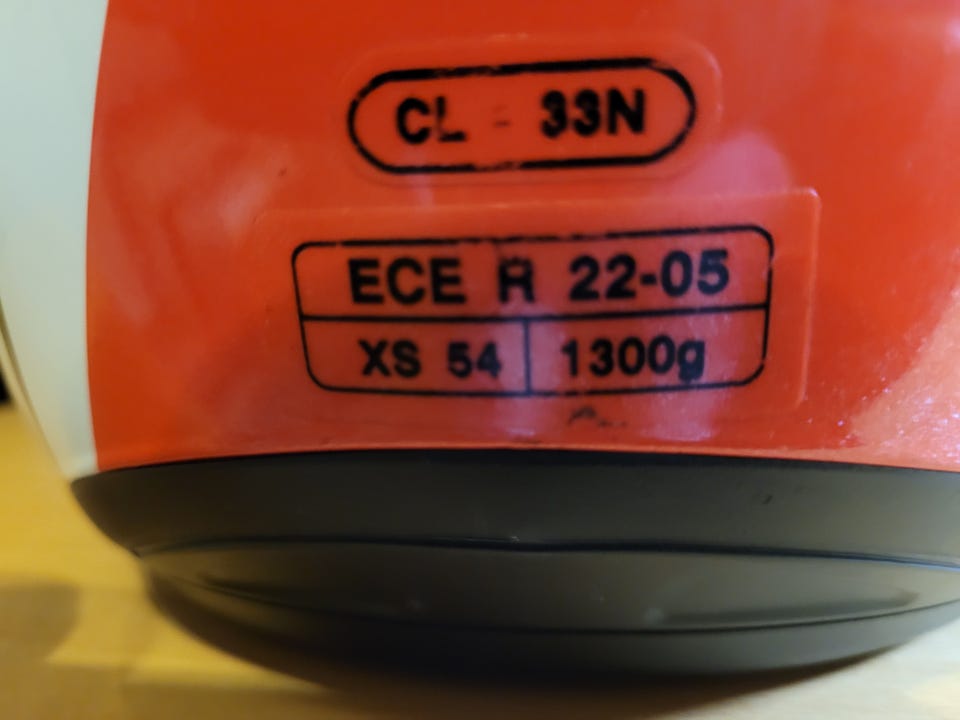 CL - 33N
ECE R 22-05
XS 54 1300g